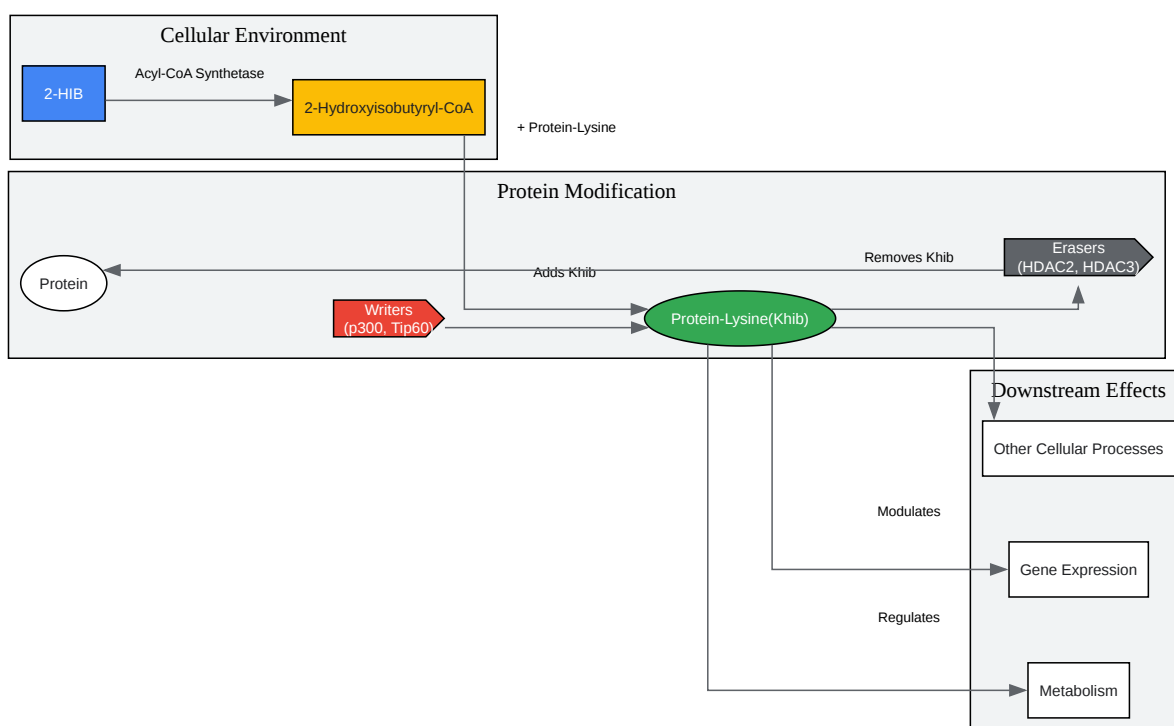 Cellular Environment
Acyl-CoA Synthetase
2-HIB
2-Hydroxyisobutyryl-CoA
+ Protein-Lysine
Protein Modification
Erasers
(HDAC2, HDAC3)
Removes Khib
Adds Khib
Protein
Writers
(p300, Tip60)
Protein-Lysine(Khib)
Downstream Effects
Other Cellular Processes
Modulates
Gene Expression
Regulates
Metabolism